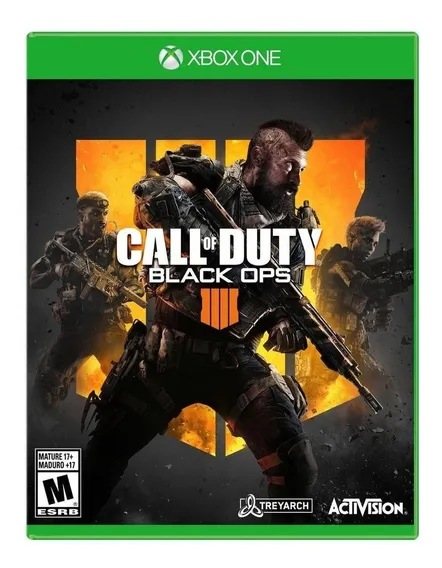 XBOX ONE
CALL OF DUTY
BLACK OPS
IIII
MATURE 17+
MADURO +17
M
ESRB
TREYARCH
ACTIVISION